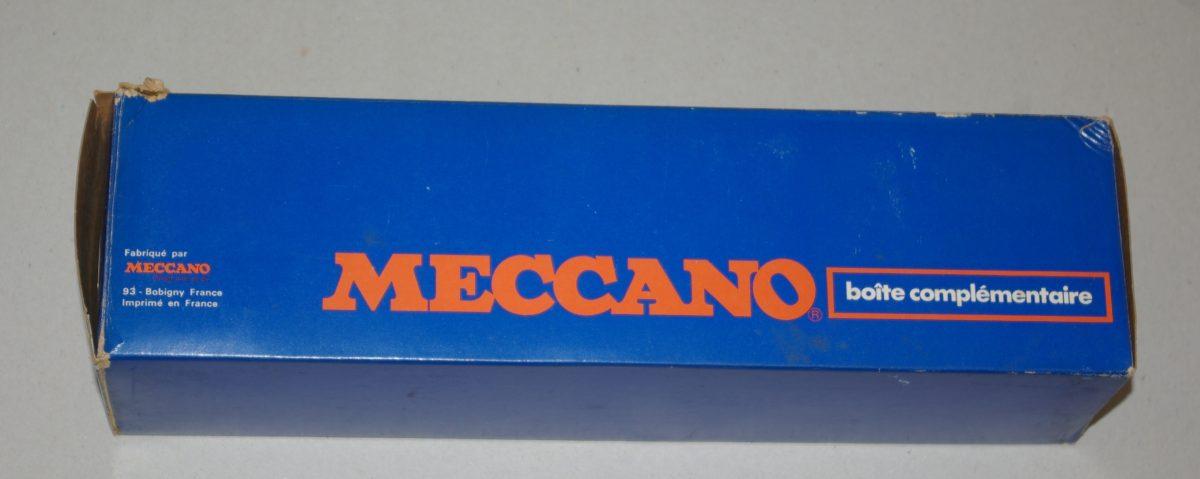 Fabriqué par
MECCANO
93 - Bobigny France
Imprimé en France
MECCANO®
boîte complémentaire